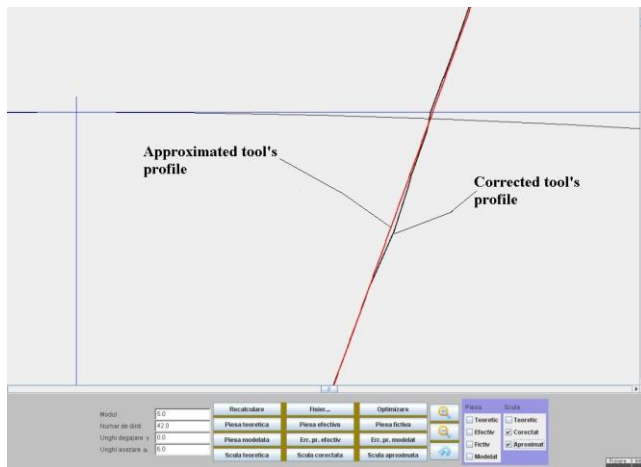 Approximated tool's
profile
Corrected tool's
profile
Modul 5.0
Numar de dinti 42.0
Unghi degajare γ 0.0
Unghi asezare α 6.0
Recalculare Fisier... Optimizare
Piesa teoretica Piesa efectiva Piesa fictiva
Piesa modelata Err. pr. efectiv Err. pr. modelat
Scula teoretica Scula corectata Scula aproximata
Piesa Scula
Teoretic Teoretic
Efectiv Corectat
Fictiv Aproximat
Modelat